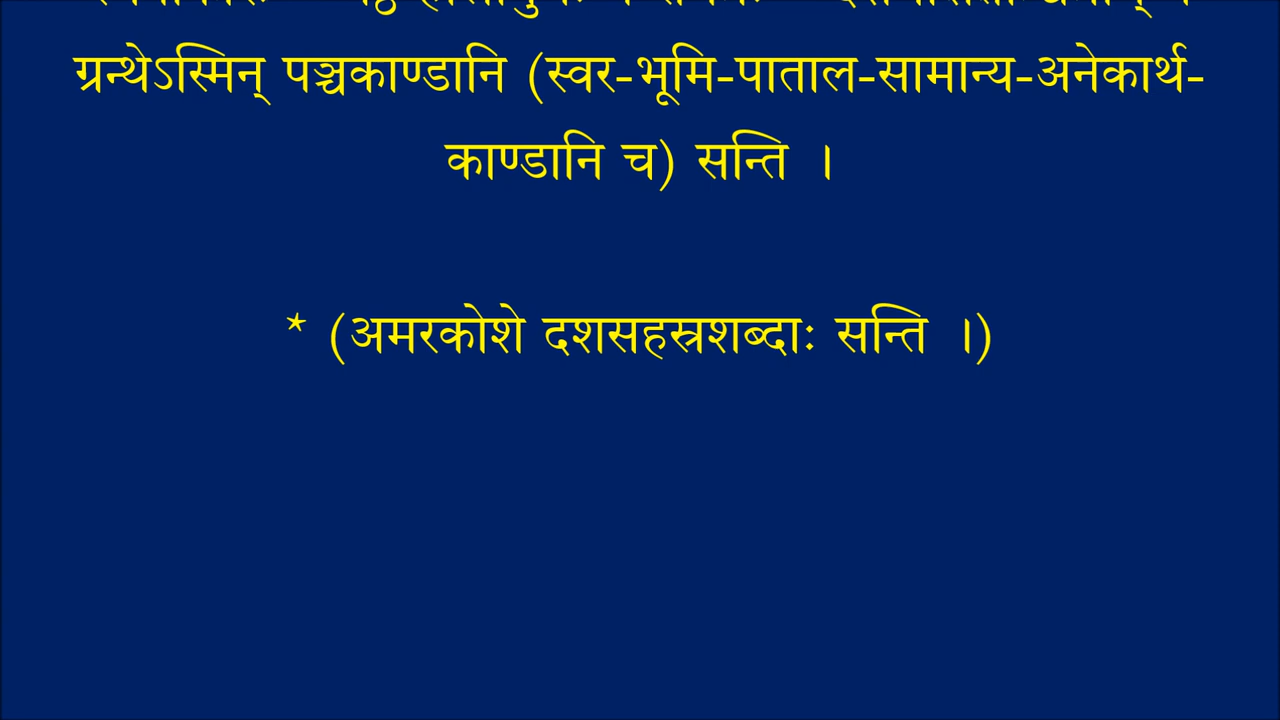 ग्रन्थेऽस्मिन् पञ्चकाण्डानि (स्वर-भूमि-पाताल-सामान्य-अनेकार्थ-
काण्डानि च) सन्ति ।
* (अमरकोशे दशसहस्रशब्दाः सन्ति ।)